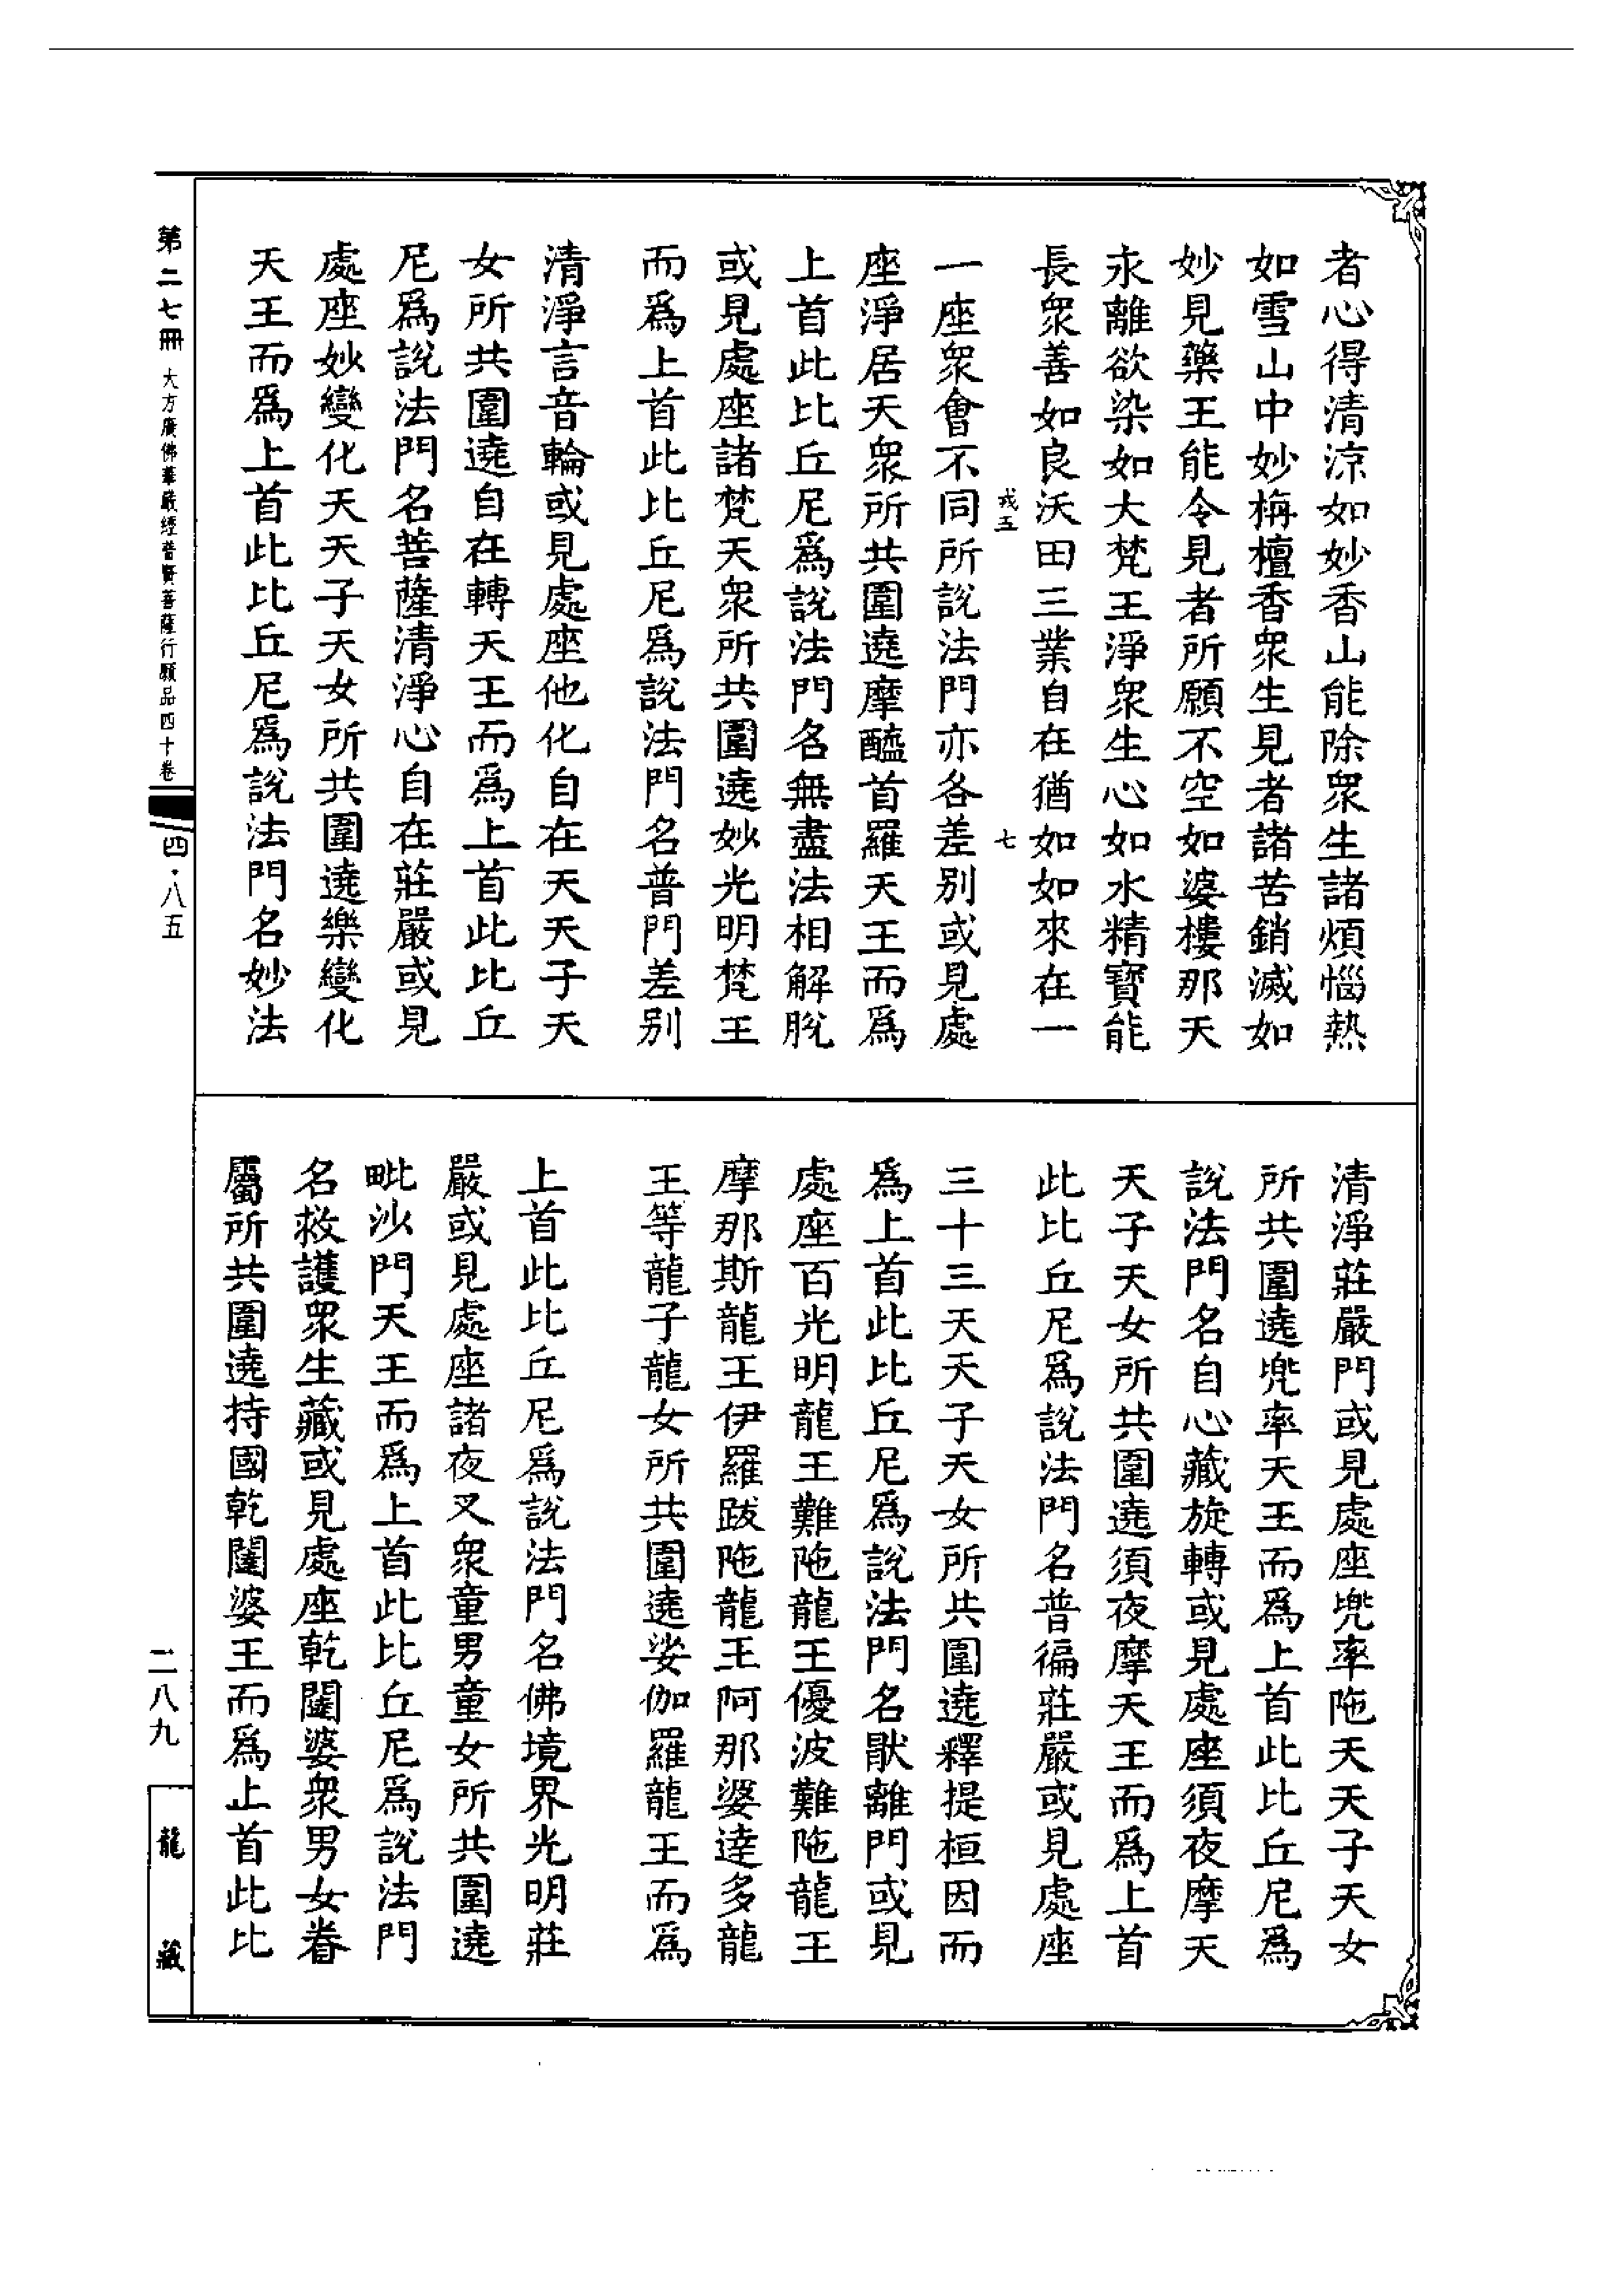 者心得清涼如妙香山能除衆生諸煩惱熱
如雪山中妙栴檀香衆生見者諸苦銷滅如
妙見藥王能令見者所願不空如婆樓那天
永離欲染如大梵王淨衆生心如水精寶能
長衆善如良沃田三業自在猶如如來在一
戎五 七
一座衆會不同所說法門亦各差別或見處
座淨居天衆所共圍遶摩醯首羅天王而爲
上首此比丘尼爲說法門名無盡法相解脫
或見處座諸梵天衆所共圍遶妙光明梵王
而爲上首此比丘尼爲說法門名普門差別
清淨言音輪或見處座他化自在天天子天
女所共圍遶自在轉天王而爲上首此比丘
尼爲說法門名菩薩清淨心自在莊嚴或見
處座妙變化天天子天女所共圍遶樂變化
天王而爲上首此比丘尼爲說法門名妙法
清淨莊嚴門或見處座兜率陁天天子天女
所共圍遶兜率天王而爲上首此比丘尼爲
說法門名自心藏旋轉或見處座須夜摩天
天子天女所共圍遶須夜摩天王而爲上首
此比丘尼爲說法門名普徧莊嚴或見處座
三十三天天子天女所共圍遶釋提桓因而
爲上首此比丘尼爲說法門名猒離門或見
處座百光明龍王難陁龍王優波難陁龍王
摩那斯龍王伊羅跋陁龍王阿那婆達多龍
王等龍子龍女所共圍遶娑伽羅龍王而爲
上首此比丘尼爲說法門名佛境界光明莊
嚴或見處座諸夜叉衆童男童女所共圍遶
毗沙門天王而爲上首此比丘尼爲說法門
名救護衆生藏或見處座乾闥婆衆男女眷
屬所共圍遶持國乾闥婆王而爲上首此比
第二七冊 大方廣佛華嚴經普賢菩薩行願品四十卷 四·八五
二八九
龍藏